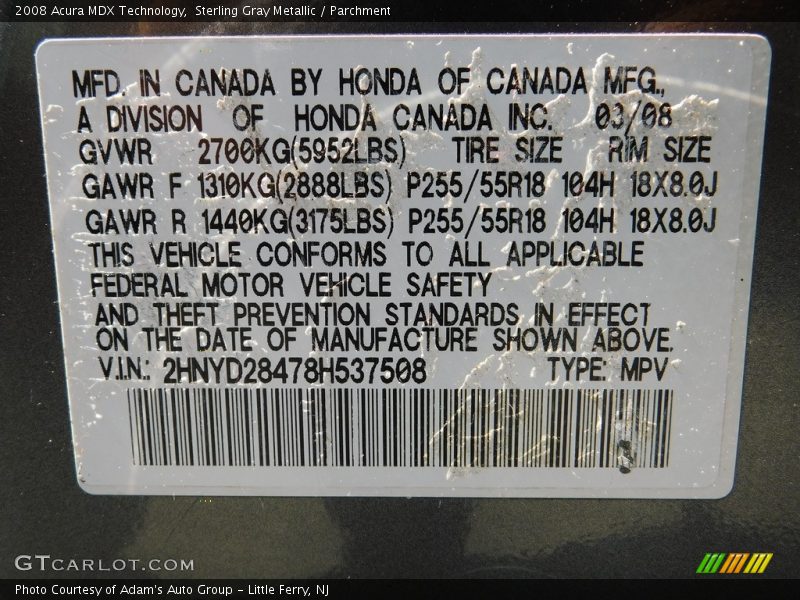 2008 Acura MDX Technology, Sterling Gray Metallic / Parchment
MFD. IN CANADA BY HONDA OF CANADA MFG.,
A DIVISION OF HONDA CANADA INC. 03/08
GVWR 2700KG(5952LBS) TIRE SIZE RIM SIZE
GAWR F 1310KG(2888LBS) P255/55R18 104H 18X8.0J
GAWR R 1440KG(3175LBS) P255/55R18 104H 18X8.0J
THIS VEHICLE CONFORMS TO ALL APPLICABLE
FEDERAL MOTOR VEHICLE SAFETY
AND THEFT PREVENTION STANDARDS IN EFFECT
ON THE DATE OF MANUFACTURE SHOWN ABOVE.
V.I.N.: 2HNYD28478H537508 TYPE: MPV
GTCARLOT.COM
Photo Courtesy of Adam's Auto Group - Little Ferry, NJ